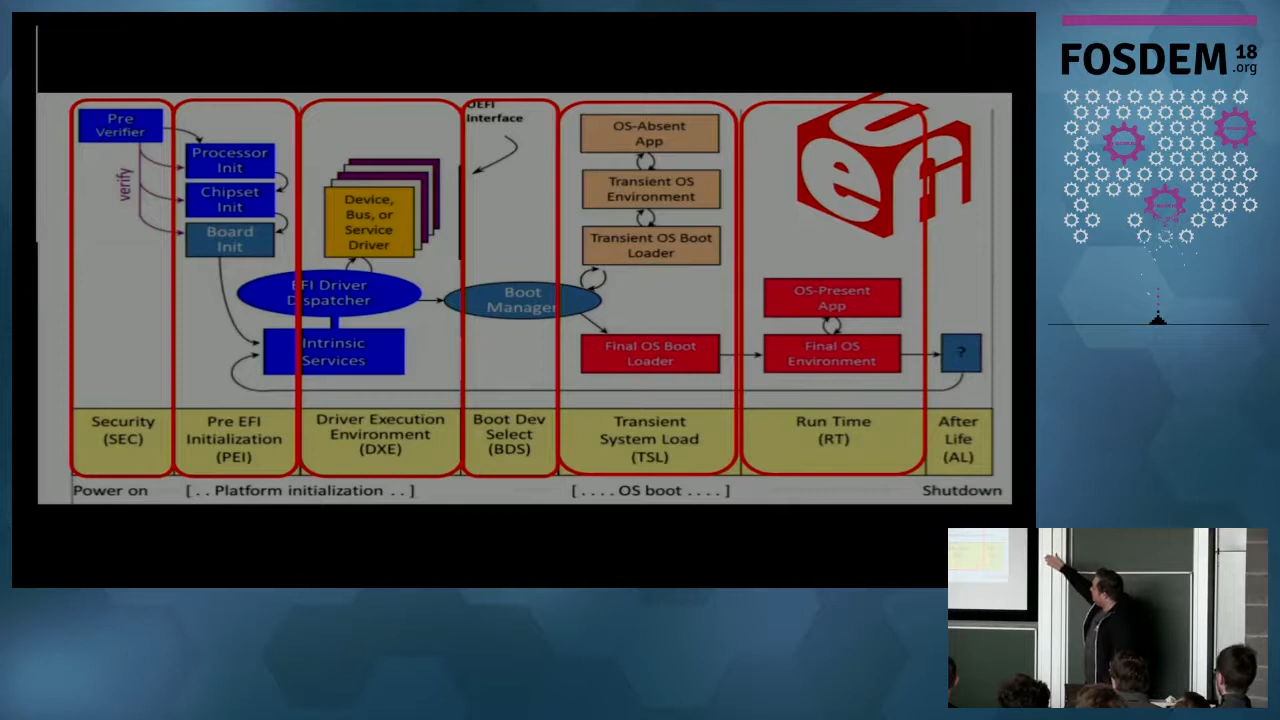 FOSDEM 18
.org
Pre
Verifier
verify
Processor
Init
Chipset
Init
Board
Init
Device,
Bus, or
Service
Driver
EFI Driver
Dispatcher
Intrinsic
Services
UEFI
Interface
Boot
Manager
OS-Absent
App
Transient OS
Environment
Transient OS Boot
Loader
Final OS Boot
Loader
uefi
OS-Present
App
Final OS
Environment
?
Security
(SEC)
Pre EFI
Initialization
(PEI)
Driver Execution
Environment
(DXE)
Boot Dev
Select
(BDS)
Transient
System Load
(TSL)
Run Time
(RT)
After
Life
(AL)
Power on
[ . . Platform initialization . . ]
[ . . . . OS boot . . . . ]
Shutdown